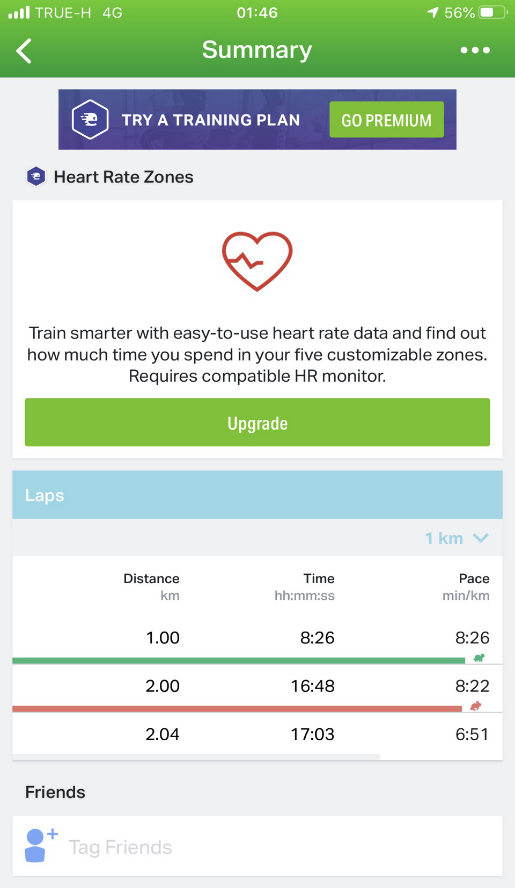 TRUE-H 4G 01:46 56%
Summary
TRY A TRAINING PLAN GO PREMIUM
Heart Rate Zones
Train smarter with easy-to-use heart rate data and find out
how much time you spend in your five customizable zones.
Requires compatible HR monitor.
Upgrade
Laps
1 km
Distance Time Pace
km hh:mm:ss min/km
1.00 8:26 8:26
2.00 16:48 8:22
2.04 17:03 6:51
Friends
Tag Friends